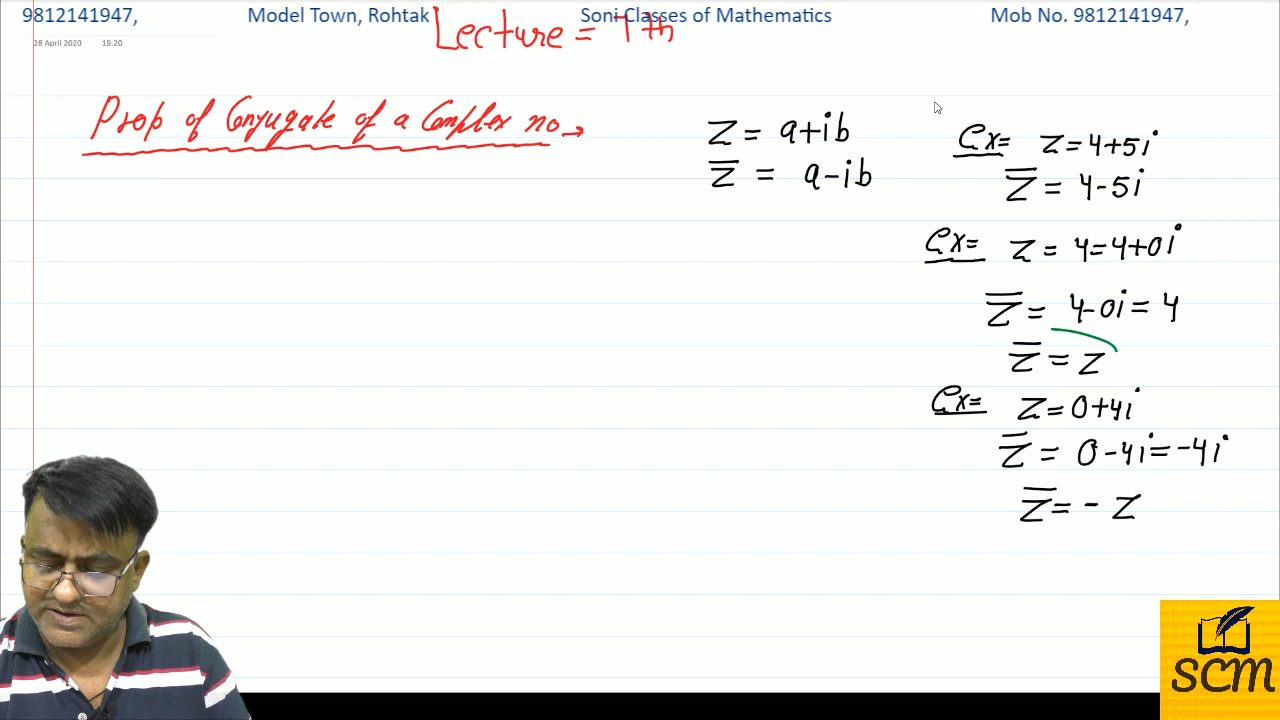 9812141947, Model Town, Rohtak Soni Classes of Mathematics Mob No. 9812141947,
Lecture = 7th
28 April 2020 19:20
Prop of Conjugate of a Complex no →
Z = a+ib
Z̅ = a-ib
Ex= Z=4+5i
Z̅ = 4-5i
Ex= Z = 4=4+0i
Z̅ = 4-0i = 4
Z̅ = Z
Ex= Z=0+4i
Z̅ = 0-4i=-4i
Z̅ = - Z
SCM